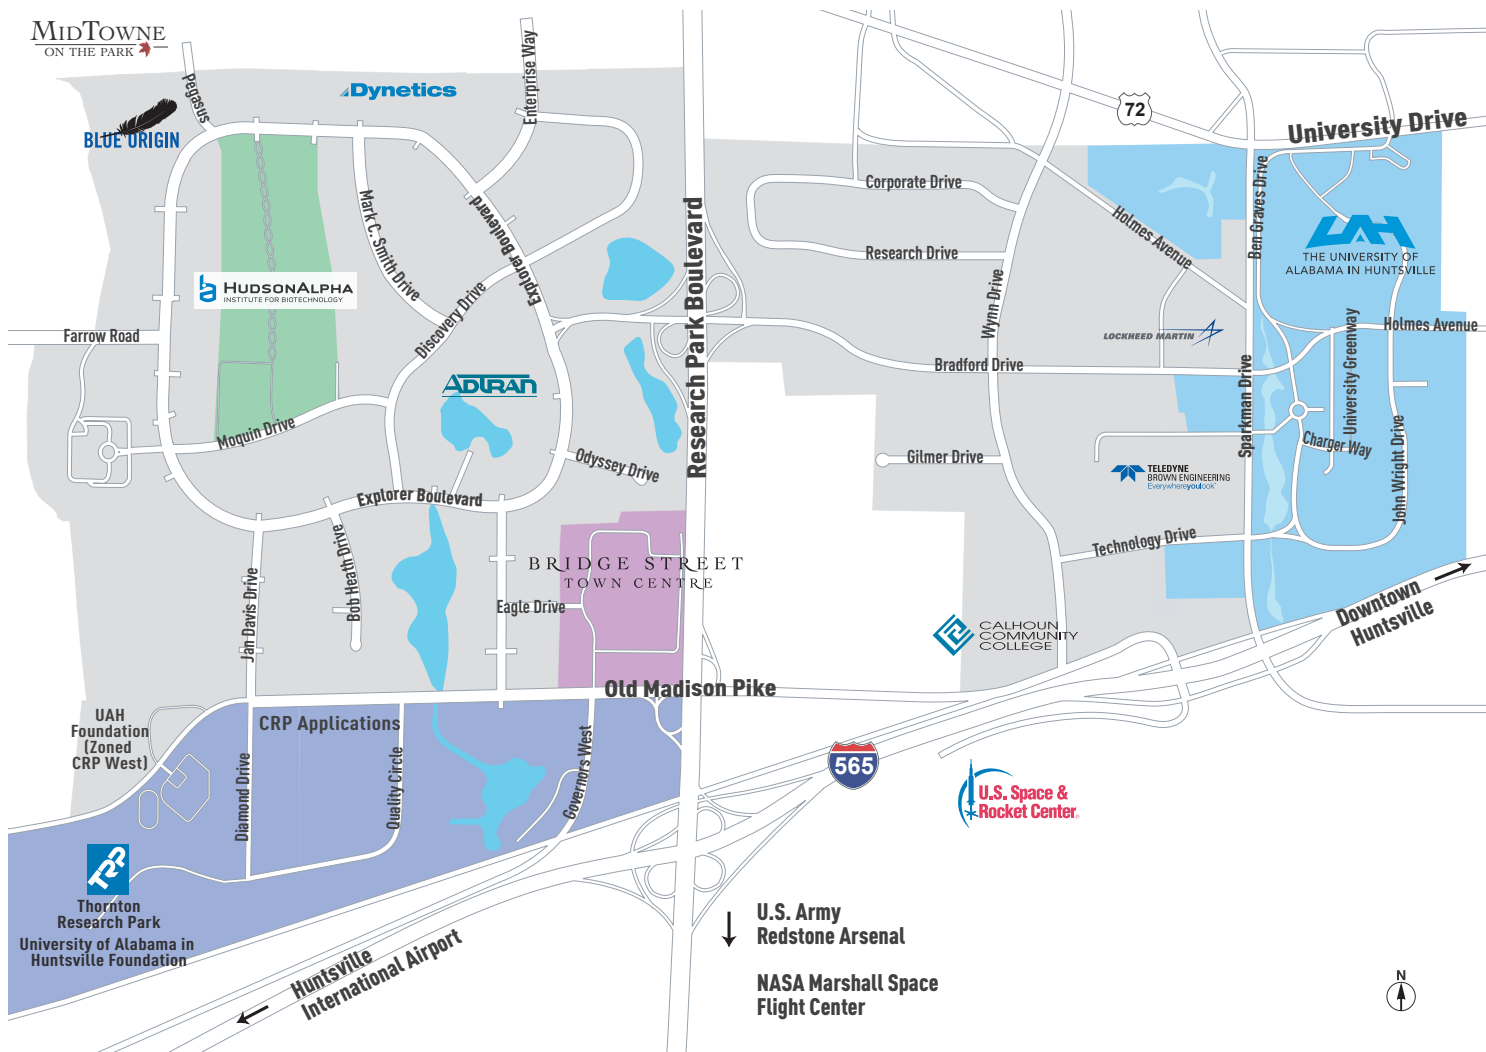 MIDTOWNE
ON THE PARK
Pegasus
Dynetics
Enterprise Way
BLUE ORIGIN
72
University Drive
Corporate Drive
Holmes Avenue
Ben Graves Drive
UAH
THE UNIVERSITY OF
ALABAMA IN HUNTSVILLE
Mark C. Smith Drive
Explorer Boulevard
Explorer
Research Park Boulevard
Research Drive
HUDSONALPHA
INSTITUTE FOR BIOTECHNOLOGY
Discovery Drive
Wynn Drive
Farrow Road
LOCKHEED MARTIN
University Greenway
Holmes Avenue
Bradford Drive
ADTRAN
Sparkman Drive
Moquin Drive
Charger Way
John Wright Drive
Odyssey Drive
Gilmer Drive
TELEDYNE
BROWN ENGINEERING
Everywhereyoulook
Explorer Boulevard
Technology Drive
Bob Heath Drive
BRIDGE STREET
TOWN CENTRE
Jan Davis Drive
Eagle Drive
Downtown
Huntsville
CALHOUN
COMMUNITY
COLLEGE
Old Madison Pike
UAH
Foundation
(Zoned
CRP West)
CRP Applications
Diamond Drive
Quality Circle
Governors West
565
U.S. Space &
Rocket Center
TRP
Thornton
Research Park
University of Alabama in
Huntsville Foundation
Huntsville
International Airport
U.S. Army
Redstone Arsenal
NASA Marshall Space
Flight Center
N